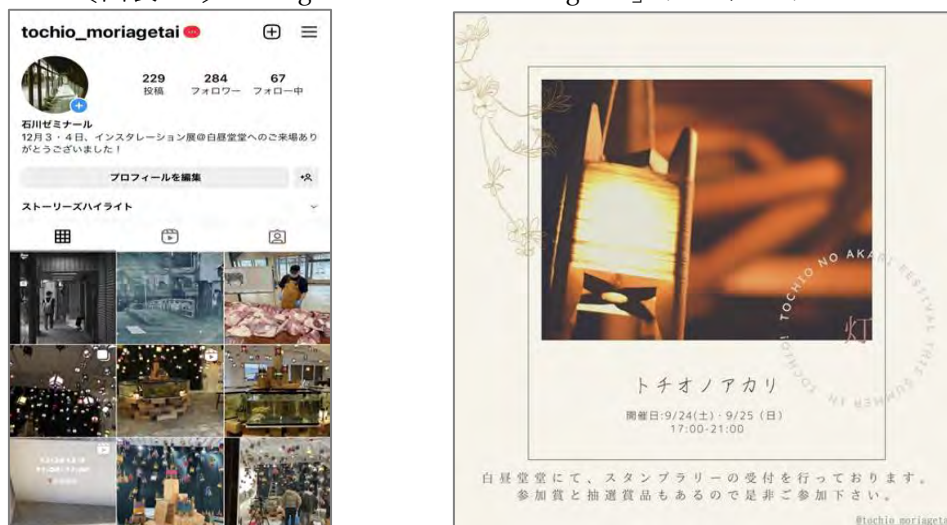 tochio_moriagetai
229
284
67
投稿
フォロワー
フォロー中
石川ゼミナール
12月3・4日、インスタレーション展@白昼堂堂へのご来場あり
がとうございました!
プロフィールを編集
ストーリーズハイライト
TOCHIO NO AKARI FESTIVAL THIS SUMMER IN TOCHIO!
灯
トチオノアカリ
開催日:9/24(土)・9/25(日)
17:00-21:00
白昼堂堂にて、スタンプラリーの受付を行っております。
参加賞と抽選賞品もあるので是非ご参加下さい。
@tochio_moriagetai